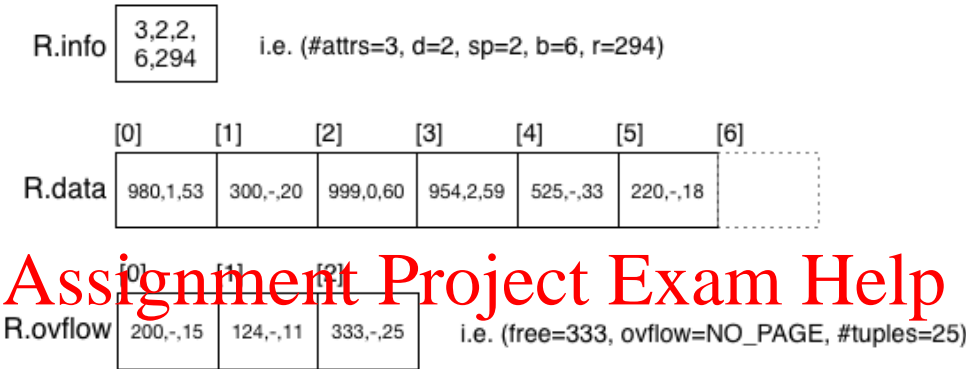 R.info
3,2,2,
6,294
i.e. (#attrs=3, d=2, sp=2, b=6, r=294)
[0] [1] [2] [3] [4] [5] [6]
R.data 980,1,53 300,-,20 999,0,60 954,2,59 525,-,33 220,-,18
Assignment Project Exam Help
[0] [1] [2]
R.ovflow 200,-,15 124,-,11 333,-,25 i.e. (free=333, ovflow=NO_PAGE, #tuples=25)